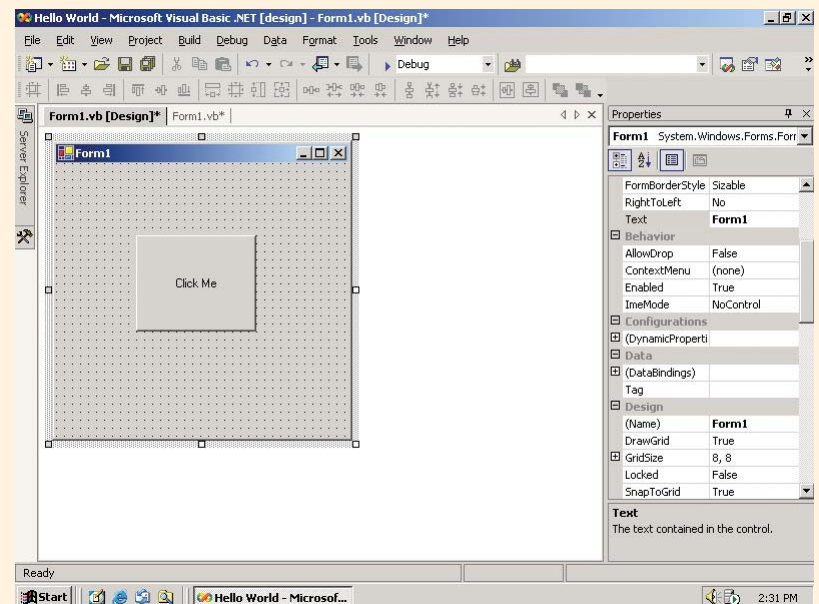 Hello World - Microsoft Visual Basic .NET [design] - Form1.vb [Design]*
File Edit View Project Build Debug Data Format Tools Window Help
Debug
Form1.vb [Design]* Form1.vb*
Server Explorer
Form1
Click Me
Properties
Form1 System.Windows.Forms.Forr
FormBorderStyle Sizable
RightToLeft No
Text Form1
Behavior
AllowDrop False
ContextMenu (none)
Enabled True
ImeMode NoControl
Configurations
(DynamicProperti
Data
(DataBindings)
Tag
Design
(Name) Form1
DrawGrid True
GridSize 8, 8
Locked False
SnapToGrid True
Text
The text contained in the control.
Ready
Start Hello World - Microsof... 2:31 PM